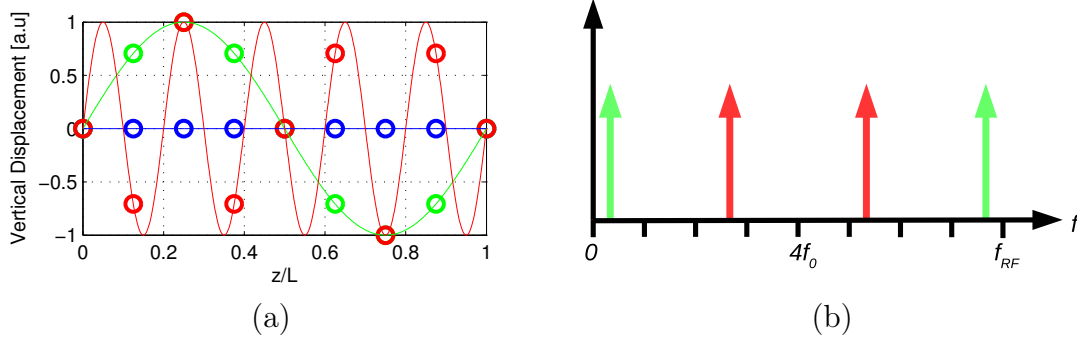 Vertical Displacement [a.u]
1
0.5
0
−0.5
−1
0
0.2
0.4
0.6
0.8
1
z/L
(a)
0
4f₀
f_RF
f
(b)